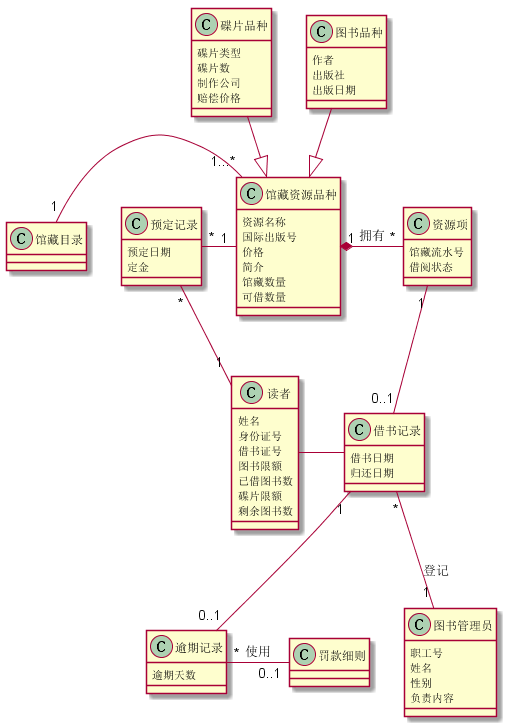 C 碟片品种
碟片类型
碟片数
制作公司
赔偿价格
C 图书品种
作者
出版社
出版日期
1...*
1
C 馆藏目录
C 预定记录
预定日期
定金
* 1
C 馆藏资源品种
资源名称
国际出版号
价格
简介
馆藏数量
可借数量
1 拥有 *
C 资源项
馆藏流水号
借阅状态
*
1
1
0..1
C 读者
姓名
身份证号
借书证号
图书限额
已借图书数
碟片限额
剩余图书数
C 借书记录
借书日期
归还日期
1
*
登记
0..1
1
C 逾期记录
逾期天数
* 使用
0..1
C 罚款细则
C 图书管理员
职工号
姓名
性别
负责内容